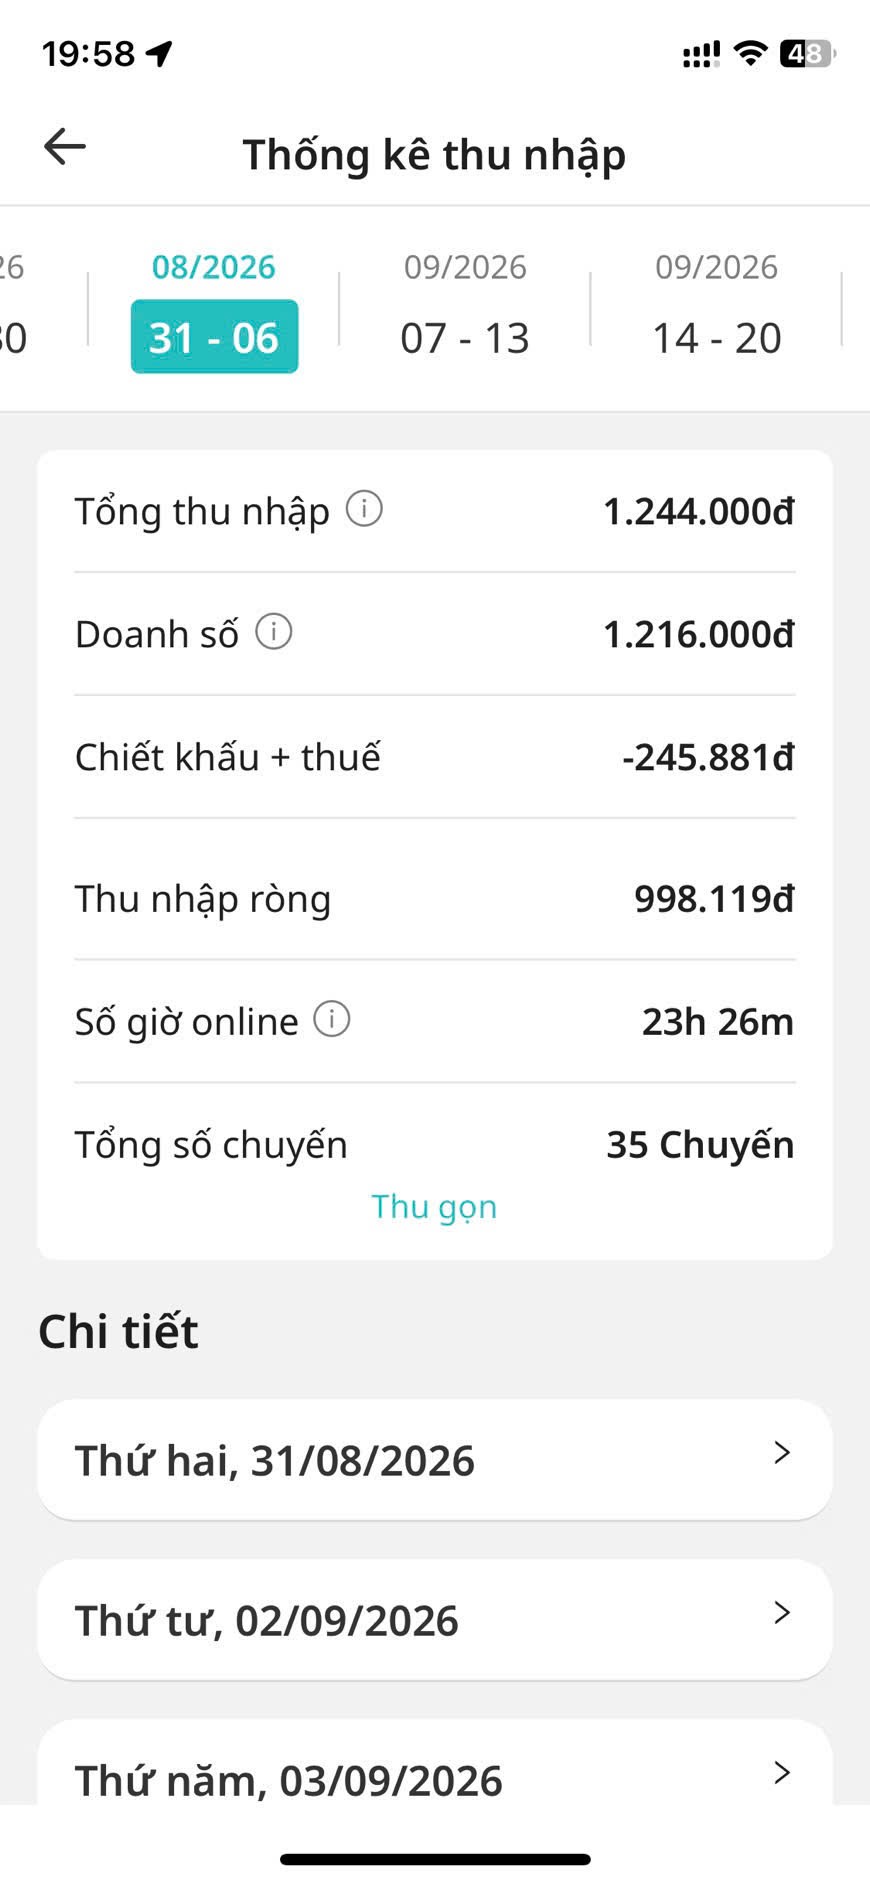 19:58
48
Thống kê thu nhập
26 08/2026 09/2026 09/2026
30 31 - 06 07 - 13 14 - 20
Tổng thu nhập 1.244.000đ
Doanh số 1.216.000đ
Chiết khấu + thuế -245.881đ
Thu nhập ròng 998.119đ
Số giờ online 23h 26m
Tổng số chuyến 35 Chuyến
Thu gọn
Chi tiết
Thứ hai, 31/08/2026
Thứ tư, 02/09/2026
Thứ năm, 03/09/2026